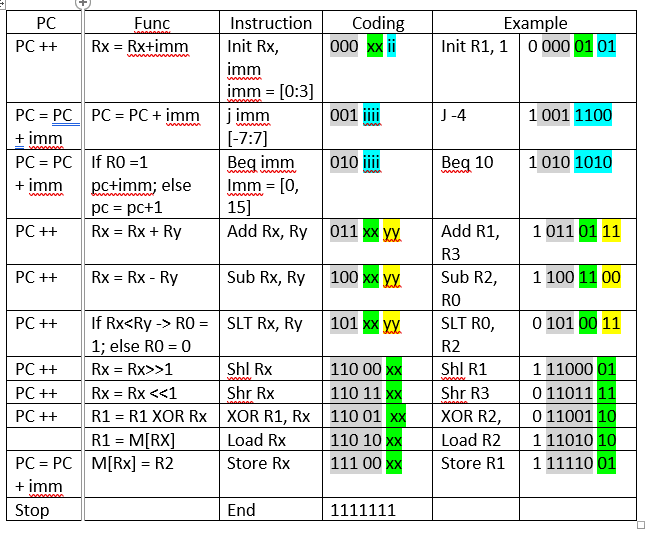 PC Func Instruction Coding Example
PC ++ Rx = Rx+imm Init Rx, 000 xx ii Init R1, 1 0 000 01 01
imm
imm = [0:3]
PC = PC PC = PC + imm j imm 001 iiii J -4 1 001 1100
+ imm [-7:7]
PC = PC If R0 =1 Beq imm 010 iiii Beq 10 1 010 1010
+ imm pc+imm; else Imm = [0,
pc = pc+1 15]
PC ++ Rx = Rx + Ry Add Rx, Ry 011 xx yy Add R1, 1 011 01 11
R3
PC ++ Rx = Rx - Ry Sub Rx, Ry 100 xx yy Sub R2, 1 100 11 00
R0
PC ++ If Rx<Ry -> R0 = SLT Rx, Ry 101 xx yy SLT R0, 0 101 00 11
1; else R0 = 0 R2
PC ++ Rx = Rx>>1 Shl Rx 110 00 xx Shl R1 1 11000 01
PC ++ Rx = Rx <<1 Shr Rx 110 11 xx Shr R3 0 11011 11
PC ++ R1 = R1 XOR Rx XOR R1, Rx 110 01 xx XOR R2, 0 11001 10
R1 = M[RX] Load Rx 110 10 xx Load R2 1 11010 10
PC = PC M[Rx] = R2 Store Rx 111 00 xx Store R1 1 11110 01
+ imm
Stop End 1111111